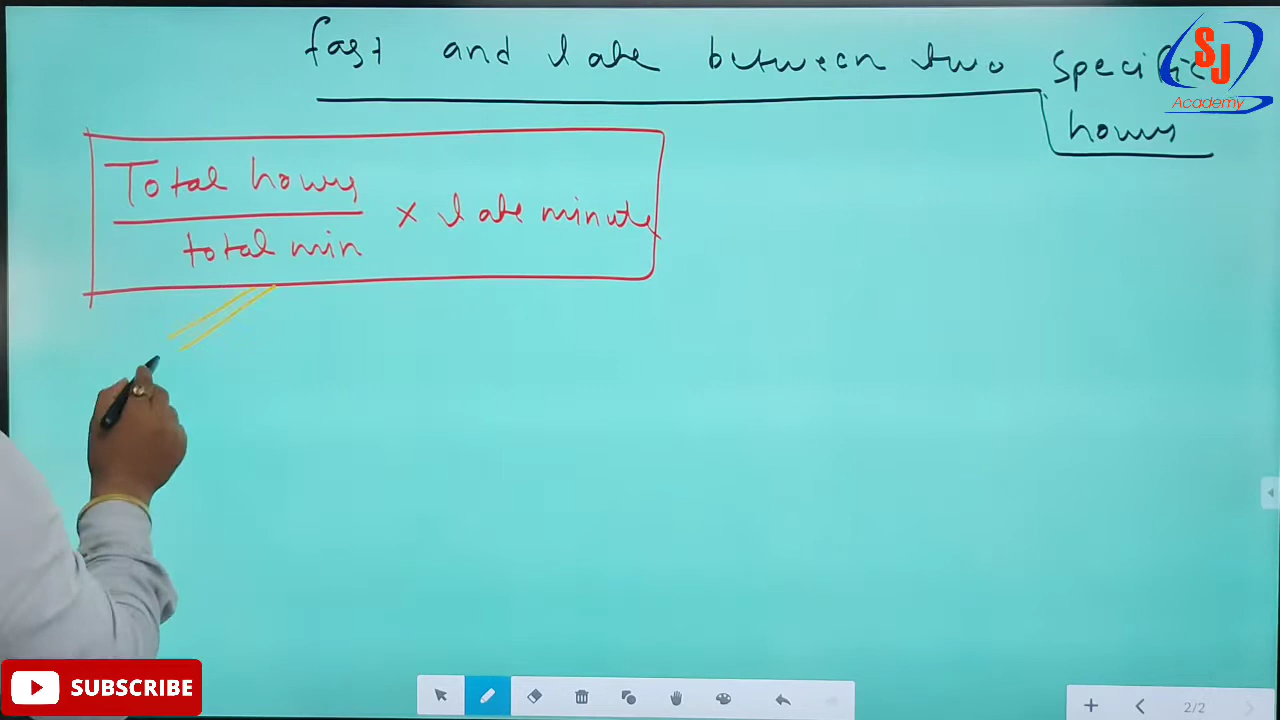 fast and late between two specific
hours
SJ
Academy
Total hours
total min
× late minute
SUBSCRIBE
2/2